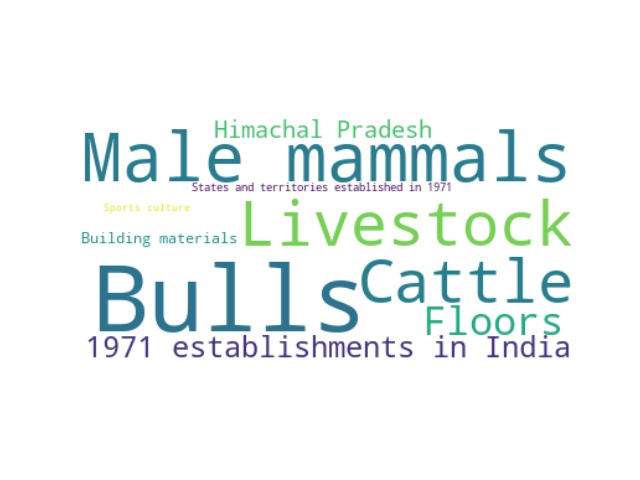 Himachal Pradesh
Male mammals
States and territories established in 1971
Sports culture
Livestock
Building materials
Cattle
Bulls
Floors
1971 establishments in India